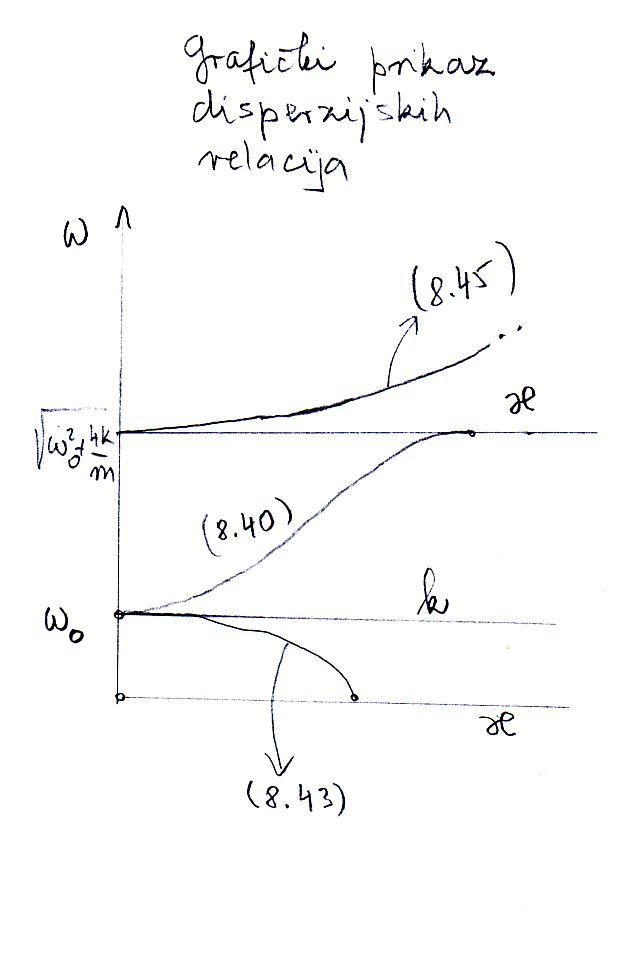 Grafički prikaz
disperzijskih
relacija
ω
(8.45)
ϰ
√ω₀²+4k/m
(8.40)
k
ω₀
ϰ
(8.43)